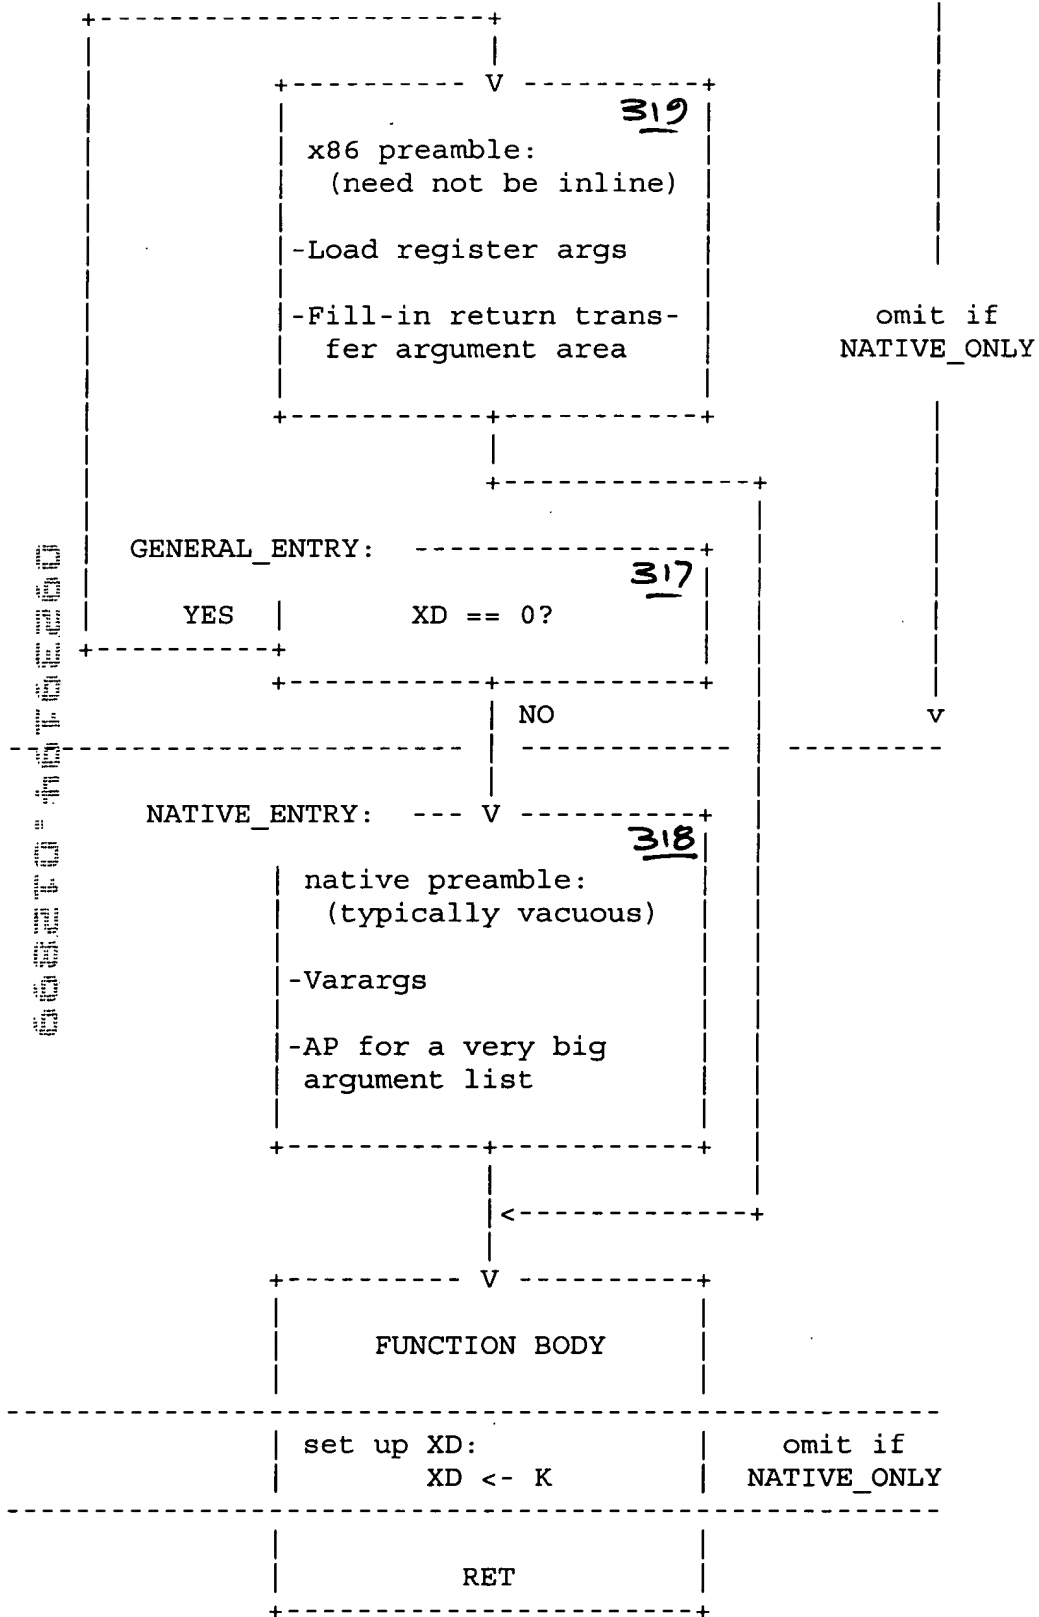 V
319
x86 preamble:
(need not be inline)
-Load register args
-Fill-in return trans-
fer argument area
omit if
NATIVE_ONLY
GENERAL_ENTRY:
317
YES
XD == 0?
NO
V
NATIVE_ENTRY:
V
318
native preamble:
(typically vacuous)
-Varargs
-AP for a very big
argument list
<
V
FUNCTION BODY
set up XD:
XD <- K
omit if
NATIVE_ONLY
RET